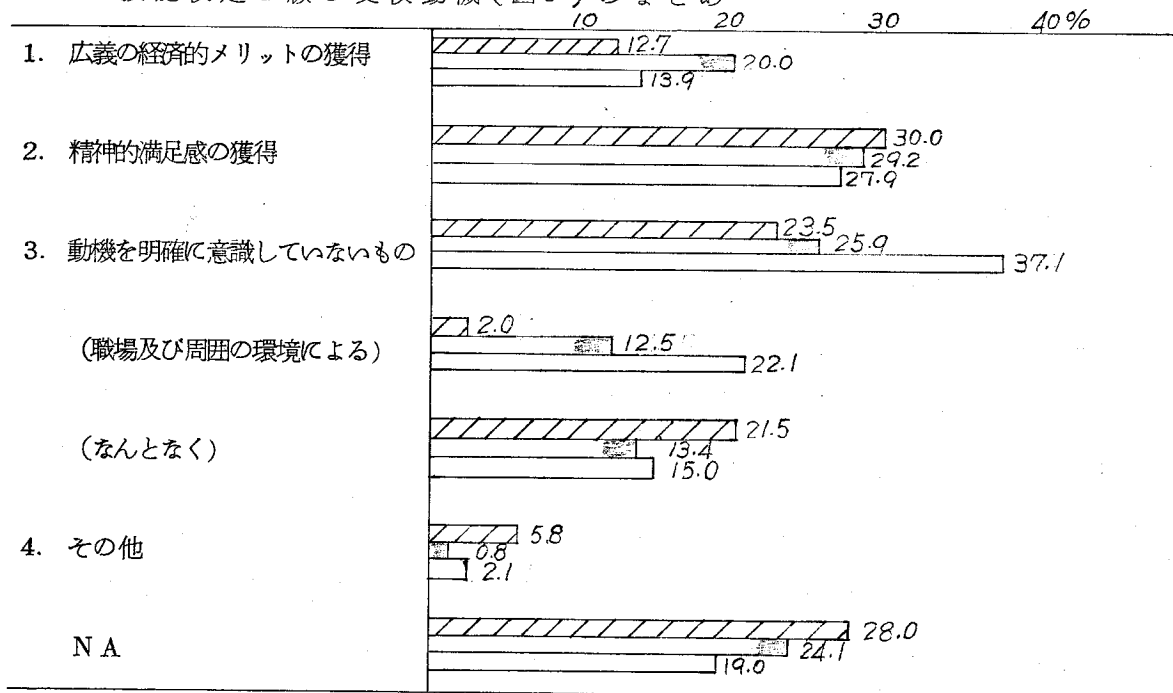 10 20 30 40%
1. 広義の経済的メリットの獲得
12.7
20.0
13.9
2. 精神的満足感の獲得
30.0
29.2
27.9
3. 動機を明確に意識していないもの
23.5
25.9
37.1
(職場及び周囲の環境による)
2.0
12.5
22.1
(なんとなく)
21.5
13.4
15.0
4. その他
5.8
0.8
2.1
NA
28.0
24.1
19.0